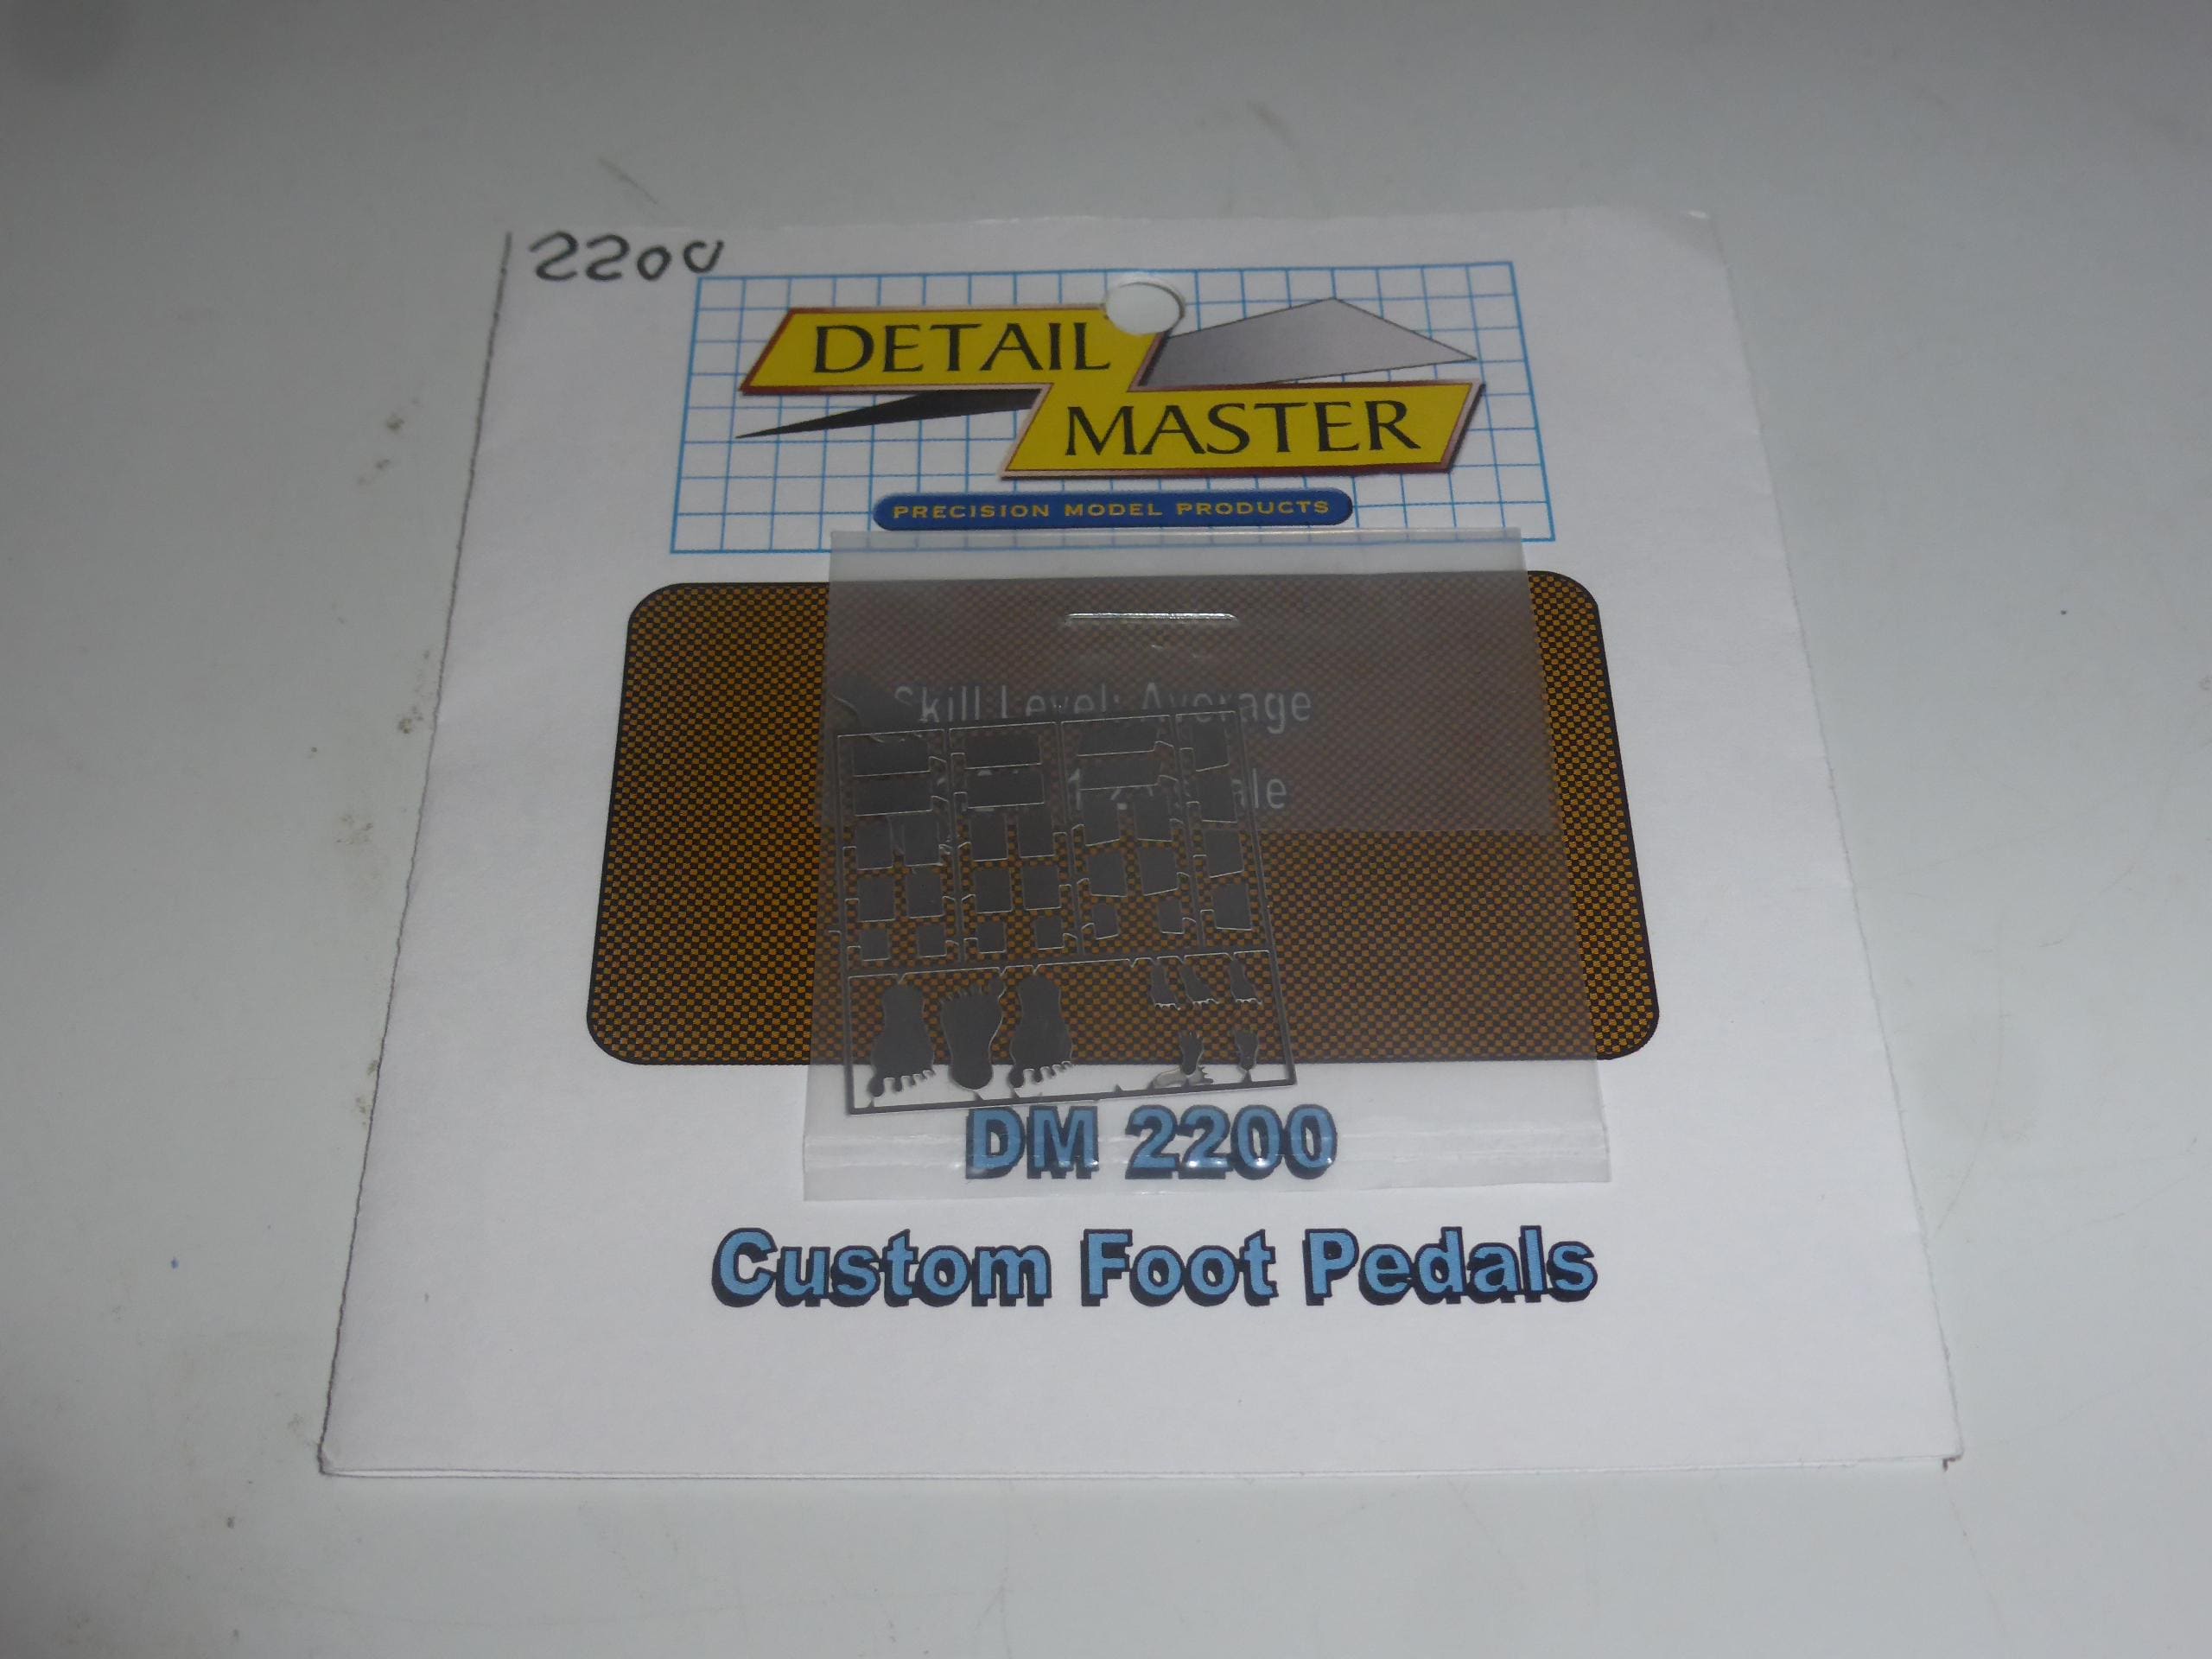 2200
DETAIL
MASTER
PRECISION MODEL PRODUCTS
Skill Level: Average
DM 2200
Custom Foot Pedals